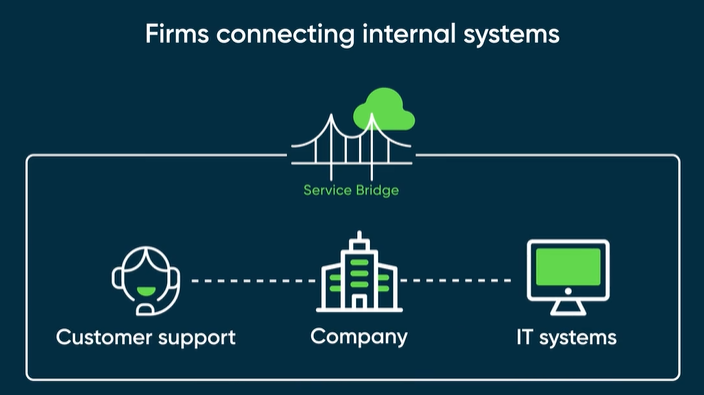 Firms connecting internal systems
Service Bridge
Customer support
Company
IT systems